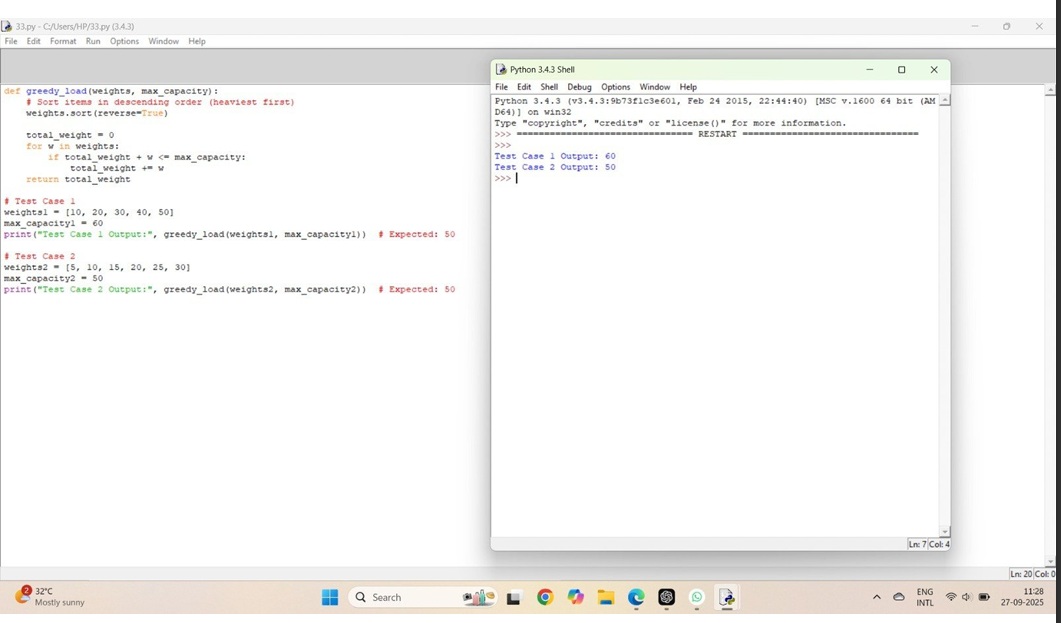 33.py - C:/Users/HP/33.py (3.4.3)
File Edit Format Run Options Window Help
def greedy_load(weights, max_capacity):
    # Sort items in descending order (heaviest first)
    weights.sort(reverse=True)

    total_weight = 0
    for w in weights:
        if total_weight + w <= max_capacity:
            total_weight += w
    return total_weight

# Test Case 1
weights1 = [10, 20, 30, 40, 50]
max_capacity1 = 60
print("Test Case 1 Output:", greedy_load(weights1, max_capacity1))  # Expected: 50

# Test Case 2
weights2 = [5, 10, 15, 20, 25, 30]
max_capacity2 = 50
print("Test Case 2 Output:", greedy_load(weights2, max_capacity2))  # Expected: 50
Python 3.4.3 Shell
File Edit Shell Debug Options Window Help
Python 3.4.3 (v3.4.3:9b73f1c3e601, Feb 24 2015, 22:44:40) [MSC v.1600 64 bit (AM
D64)] on win32
Type "copyright", "credits" or "license()" for more information.
>>> ================================ RESTART ================================
>>>
Test Case 1 Output: 60
Test Case 2 Output: 50
>>>
Ln: 7 Col: 4
Ln: 20 Col: 0
2
32°C
Mostly sunny
Search
ENG
INTL
11:28
27-09-2025